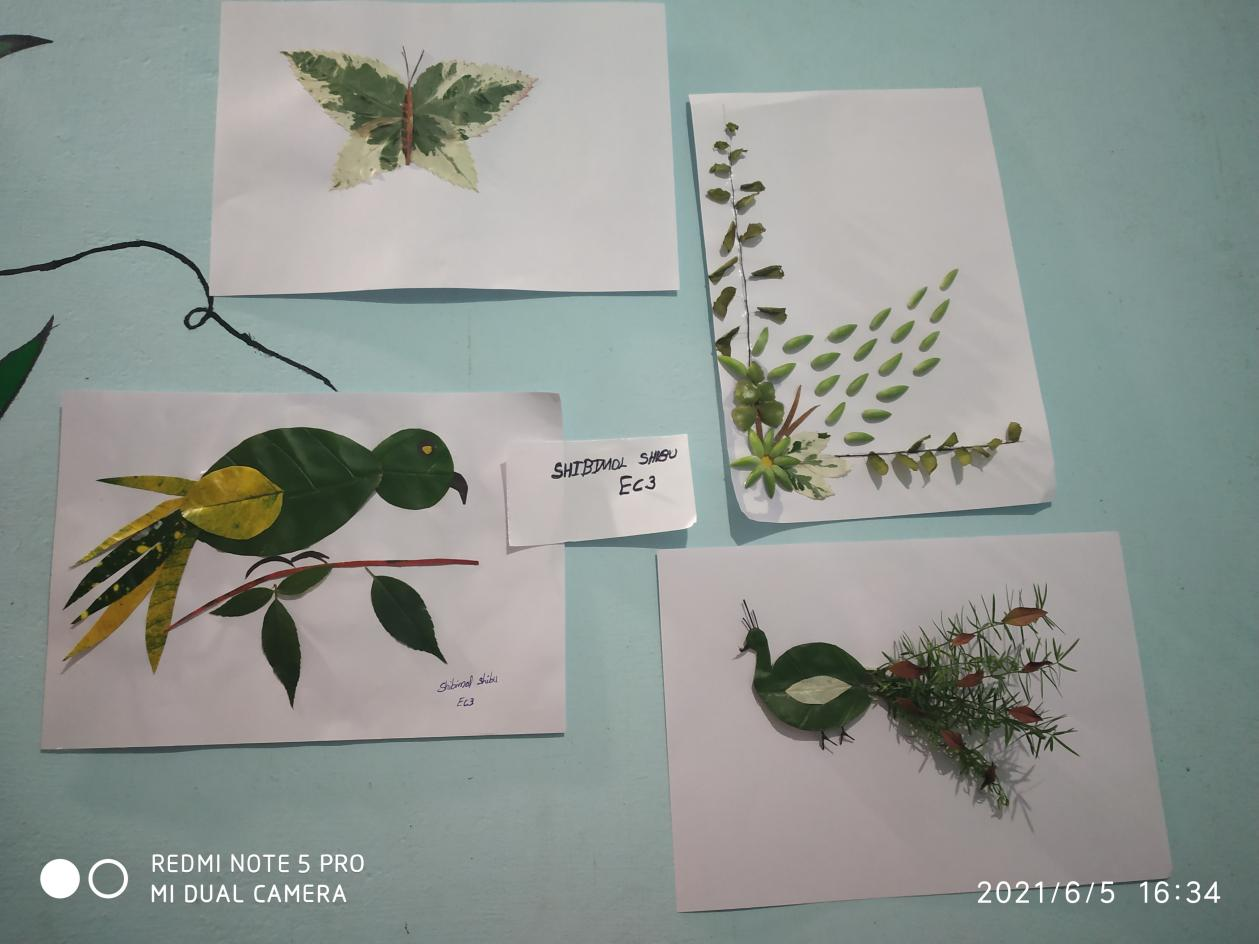 SHIBIMOL SHIBU
EC3
Shibimol Shibu
EC3
REDMI NOTE 5 PRO
MI DUAL CAMERA
2021/6/5 16:34